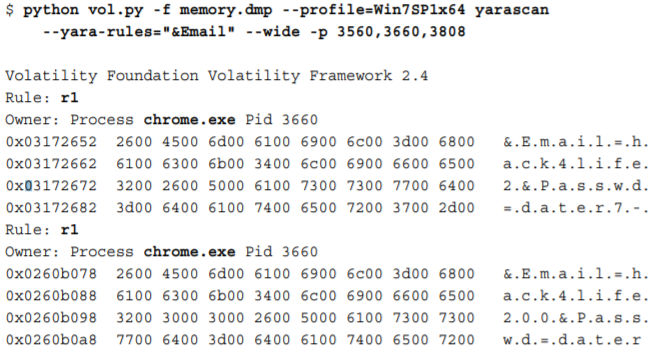 $ python vol.py -f memory.dmp --profile=Win7SP1x64 yarascan
--yara-rules="&Email" --wide -p 3560,3660,3808
Volatility Foundation Volatility Framework 2.4
Rule: r1
Owner: Process chrome.exe Pid 3660
0x03172652 2600 4500 6d00 6100 6900 6c00 3d00 6800 &.E.m.a.i.l.=.h.
0x03172662 6100 6300 6b00 3400 6c00 6900 6600 6500 a.c.k.4.l.i.f.e.
0x03172672 3200 2600 5000 6100 7300 7300 7700 6400 2.&.P.a.s.s.w.d.
0x03172682 3d00 6400 6100 7400 6500 7200 3700 2d00 =.d.a.t.e.r.7.-.
Rule: r1
Owner: Process chrome.exe Pid 3660
0x0260b078 2600 4500 6d00 6100 6900 6c00 3d00 6800 &.E.m.a.i.l.=.h.
0x0260b088 6100 6300 6b00 3400 6c00 6900 6600 6500 a.c.k.4.l.i.f.e.
0x0260b098 3200 3000 3000 2600 5000 6100 7300 7300 2.0.0.&.P.a.s.s.
0x0260b0a8 7700 6400 3d00 6400 6100 7400 6500 7200 w.d.=.d.a.t.e.r